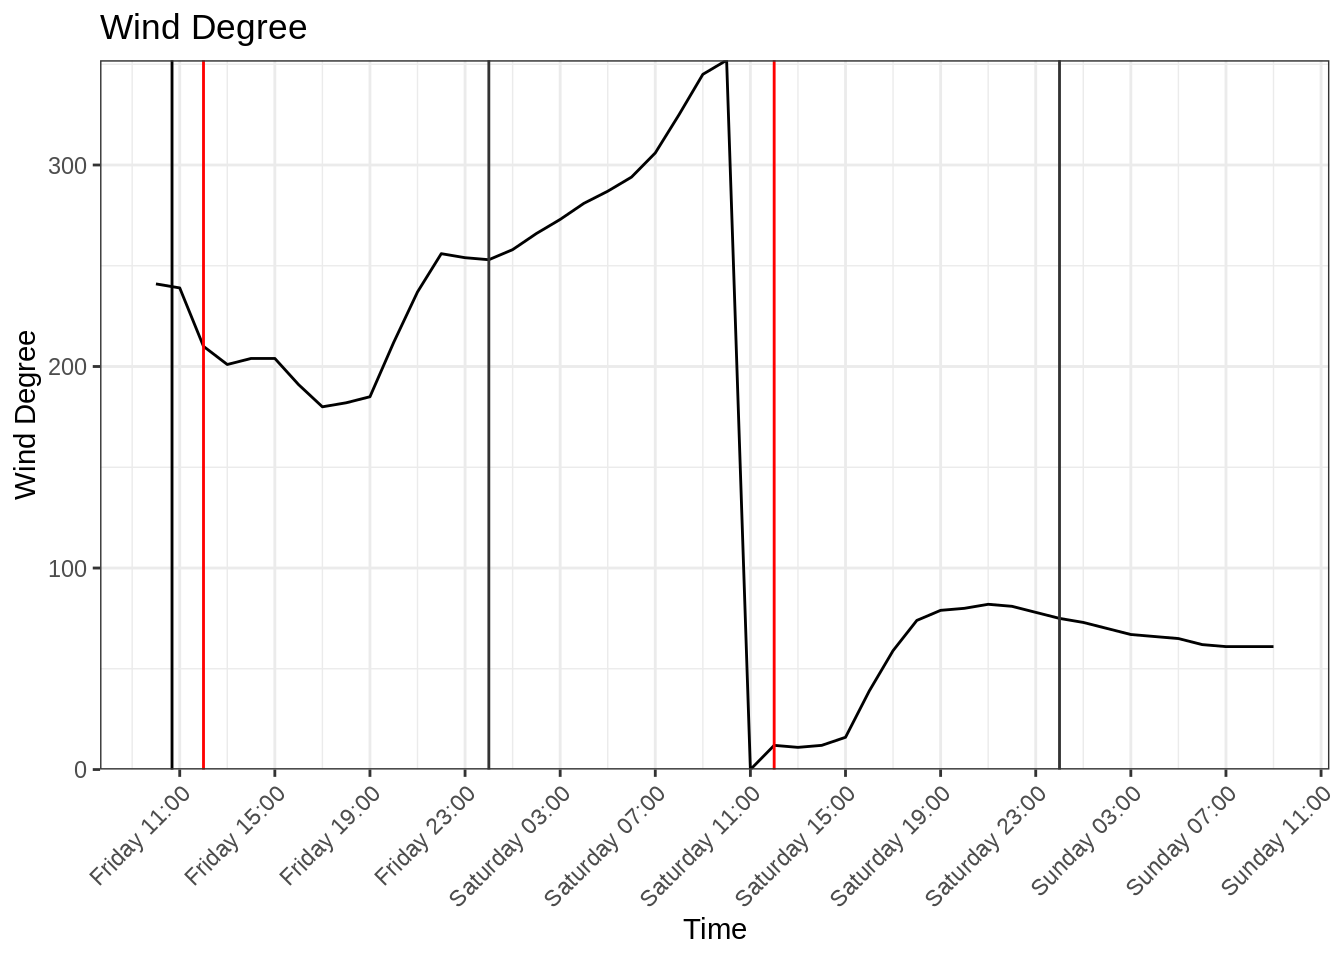 Wind Degree
Wind Degree
300
200
100
0
Friday 11:00
Friday 15:00
Friday 19:00
Friday 23:00
Saturday 03:00
Saturday 07:00
Saturday 11:00
Saturday 15:00
Saturday 19:00
Saturday 23:00
Sunday 03:00
Sunday 07:00
Sunday 11:00
Time